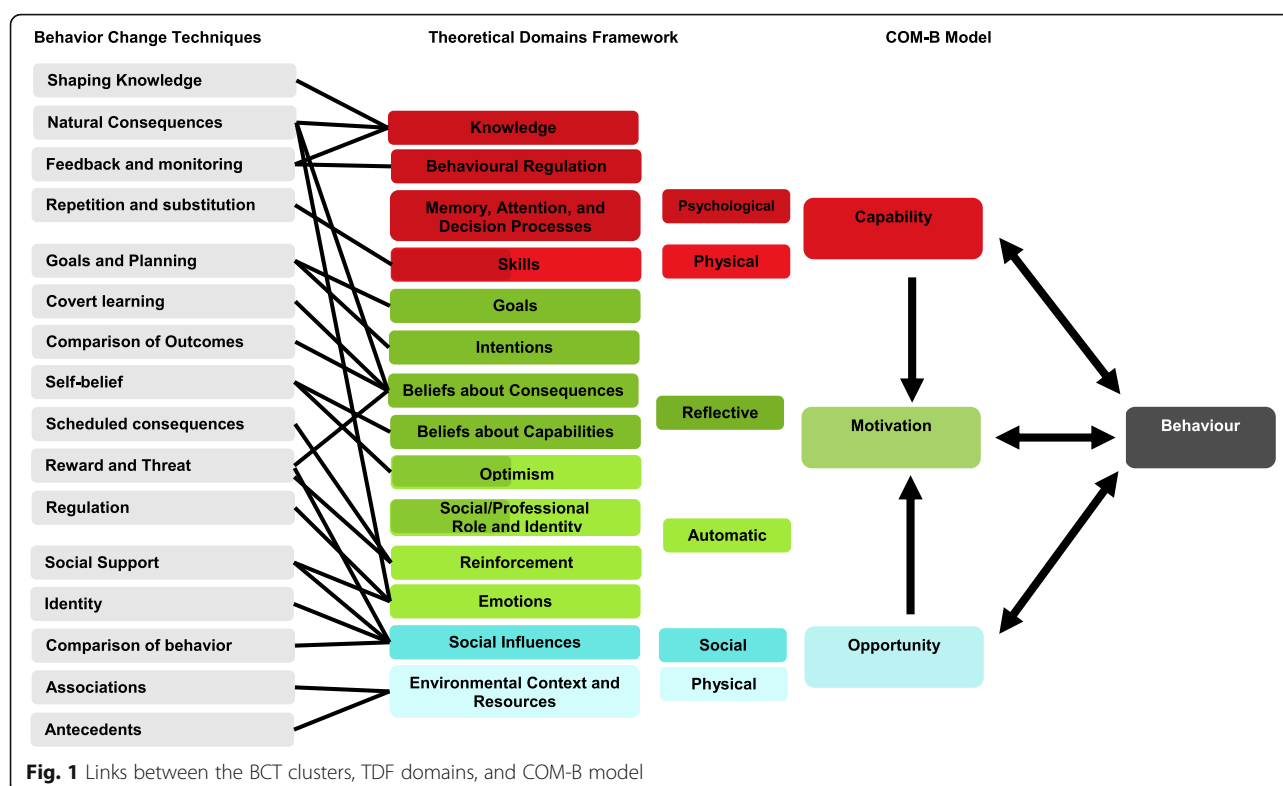 Behavior Change Techniques
Theoretical Domains Framework
COM-B Model
Shaping Knowledge
Natural Consequences
Feedback and monitoring
Repetition and substitution
Goals and Planning
Covert learning
Comparison of Outcomes
Self-belief
Scheduled consequences
Reward and Threat
Regulation
Social Support
Identity
Comparison of behavior
Associations
Antecedents
Knowledge
Behavioural Regulation
Memory, Attention, and
Decision Processes
Skills
Goals
Intentions
Beliefs about Consequences
Beliefs about Capabilities
Optimism
Social/Professional
Role and Identity
Reinforcement
Emotions
Social Influences
Environmental Context and
Resources
Psychological
Physical
Reflective
Automatic
Social
Physical
Capability
Motivation
Opportunity
Behaviour
Fig. 1 Links between the BCT clusters, TDF domains, and COM-B model